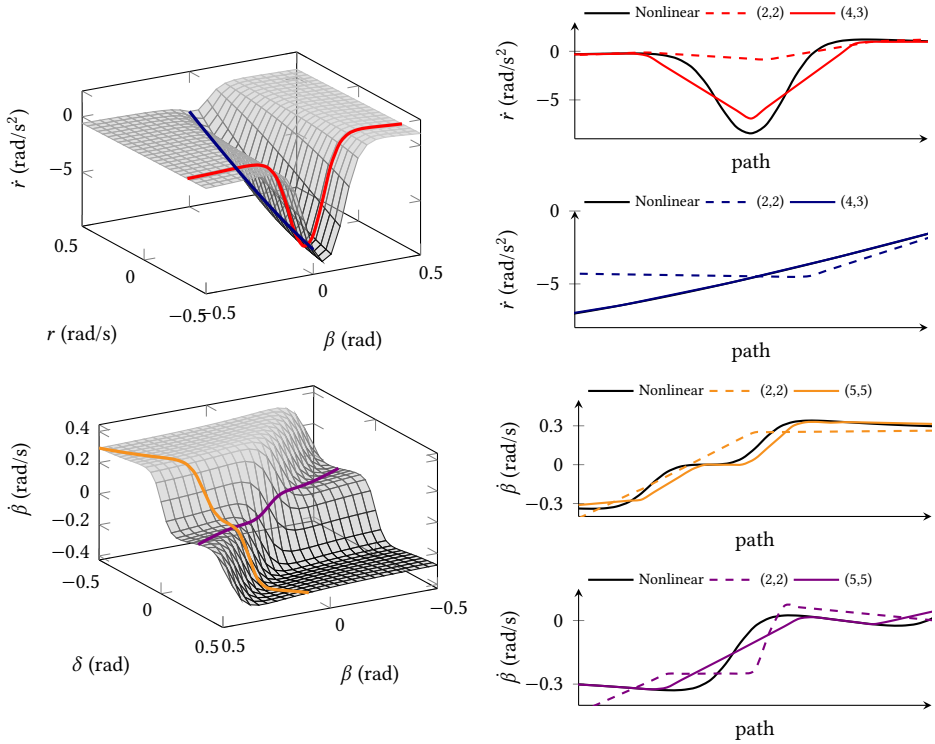 0
−5
ṙ (rad/s²)
0.5
0
−0.5
−0.5
0
0.5
r (rad/s)
β (rad)
Nonlinear (2,2) (4,3)
0
−5
ṙ (rad/s²)
path
Nonlinear (2,2) (4,3)
0
−5
ṙ (rad/s²)
path
0.4
0.2
0
−0.2
−0.4
β̇ (rad/s)
−0.5
0
0.5
0.5
0
−0.5
δ (rad)
β (rad)
Nonlinear (2,2) (5,5)
0.3
0
−0.3
β̇ (rad/s)
path
Nonlinear (2,2) (5,5)
0
−0.3
β̇ (rad/s)
path